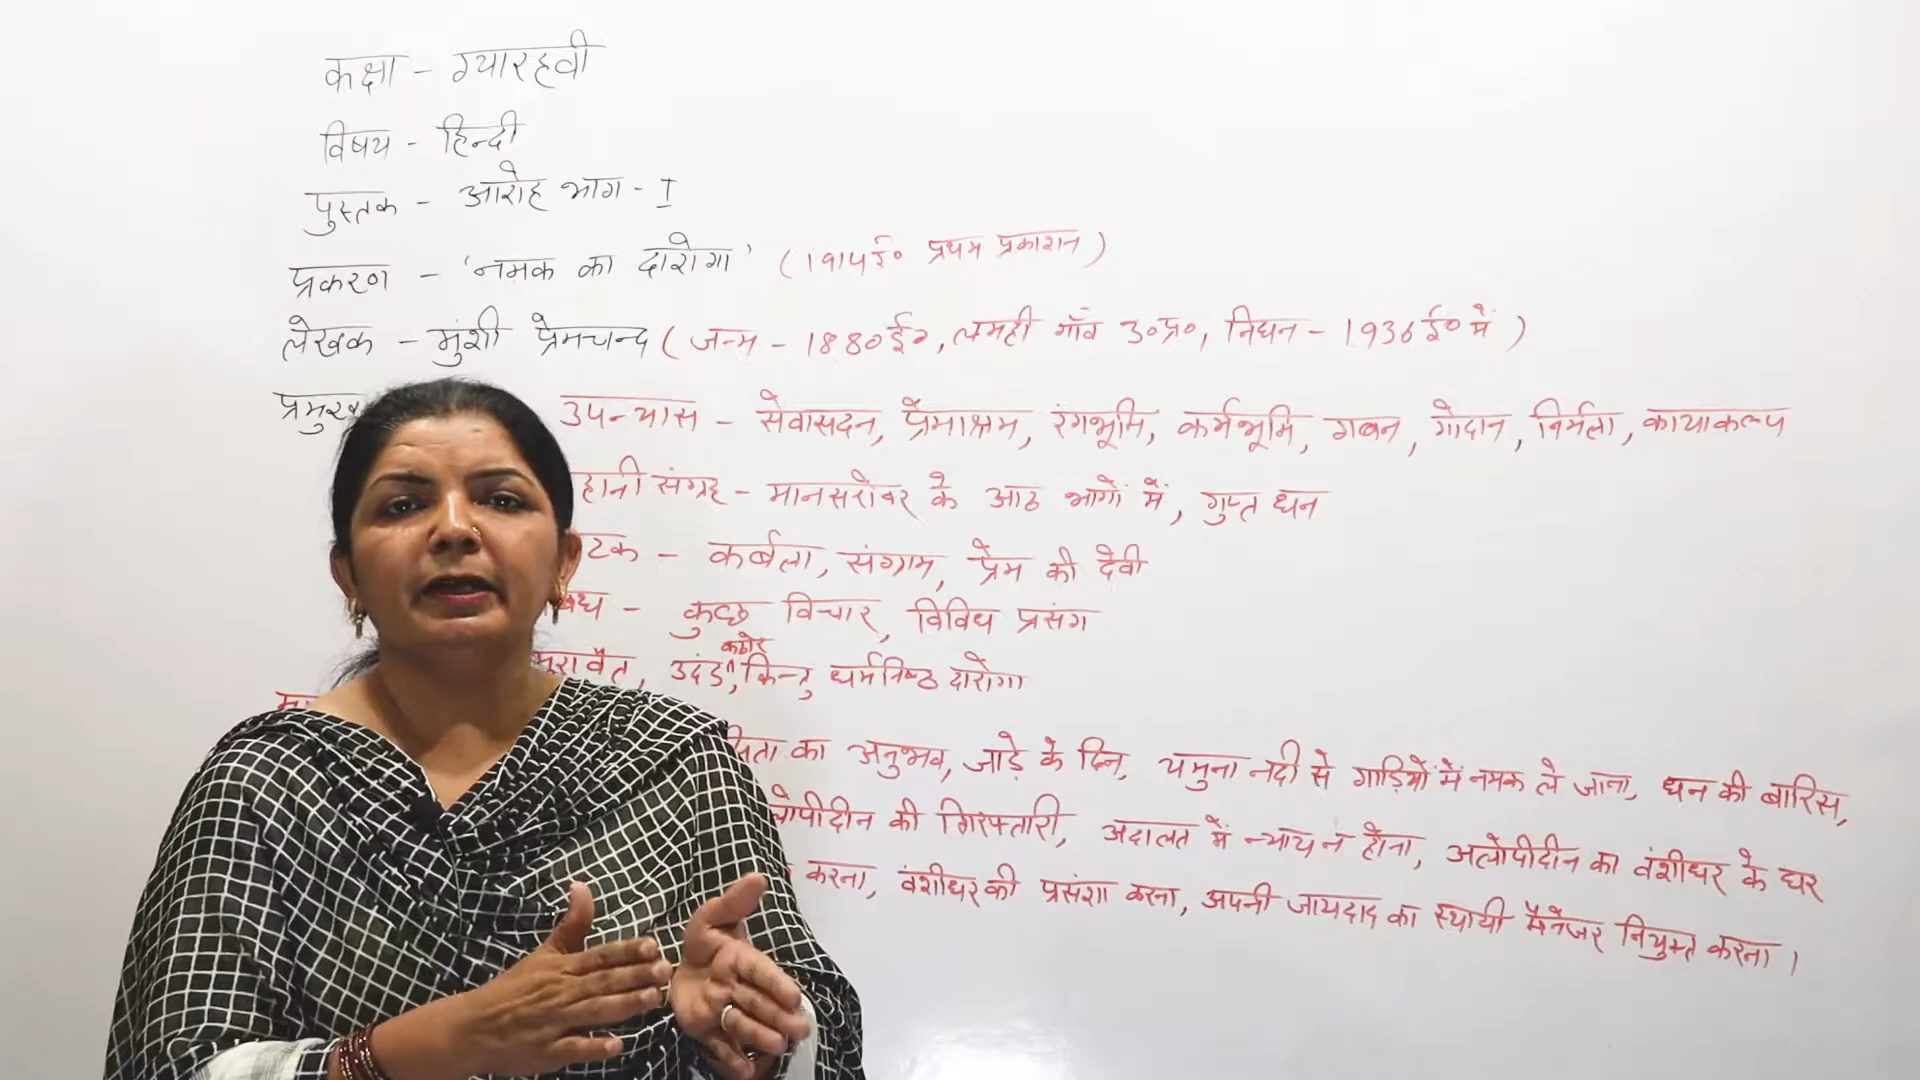 कक्षा - ग्यारहवी
विषय - हिन्दी
पुस्तक - आरोह भाग - I
प्रकरण - 'नमक का दारोगा' (1914ई० प्रथम प्रकाशन)
लेखक - मुंशी प्रेमचन्द (जन्म - 1880ई०, लमही गाँव उ०प्र०, निधन - 1936ई० में)
प्रमुख उपन्यास - सेवासदन, प्रेमाश्रम, रंगभूमि, कर्मभूमि, गबन, गोदान, निर्मला, कायाकल्प
हानी संग्रह - मानसरोवर के आठ भागों में, गुप्त धन
टक - कर्बला, संग्राम, प्रेम की देवी
बंध - कुछ विचार, विविध प्रसंग
मुरावैत, उदंड, कठोर किन्तु धर्मनिष्ठ दारोगा
का अनुभव, जाड़े के दिन, यमुना नदी से गाड़ियों में नमक ले जाना, धन की बारिस,
लोपीदीन की गिरफ्तारी, अदालत में न्याय न होना, अलोपीदीन का वंशीधर के घर
करना, वंशीधर की प्रसंशा करना, अपनी जायदाद का स्थायी मैनेजर नियुक्त करना।